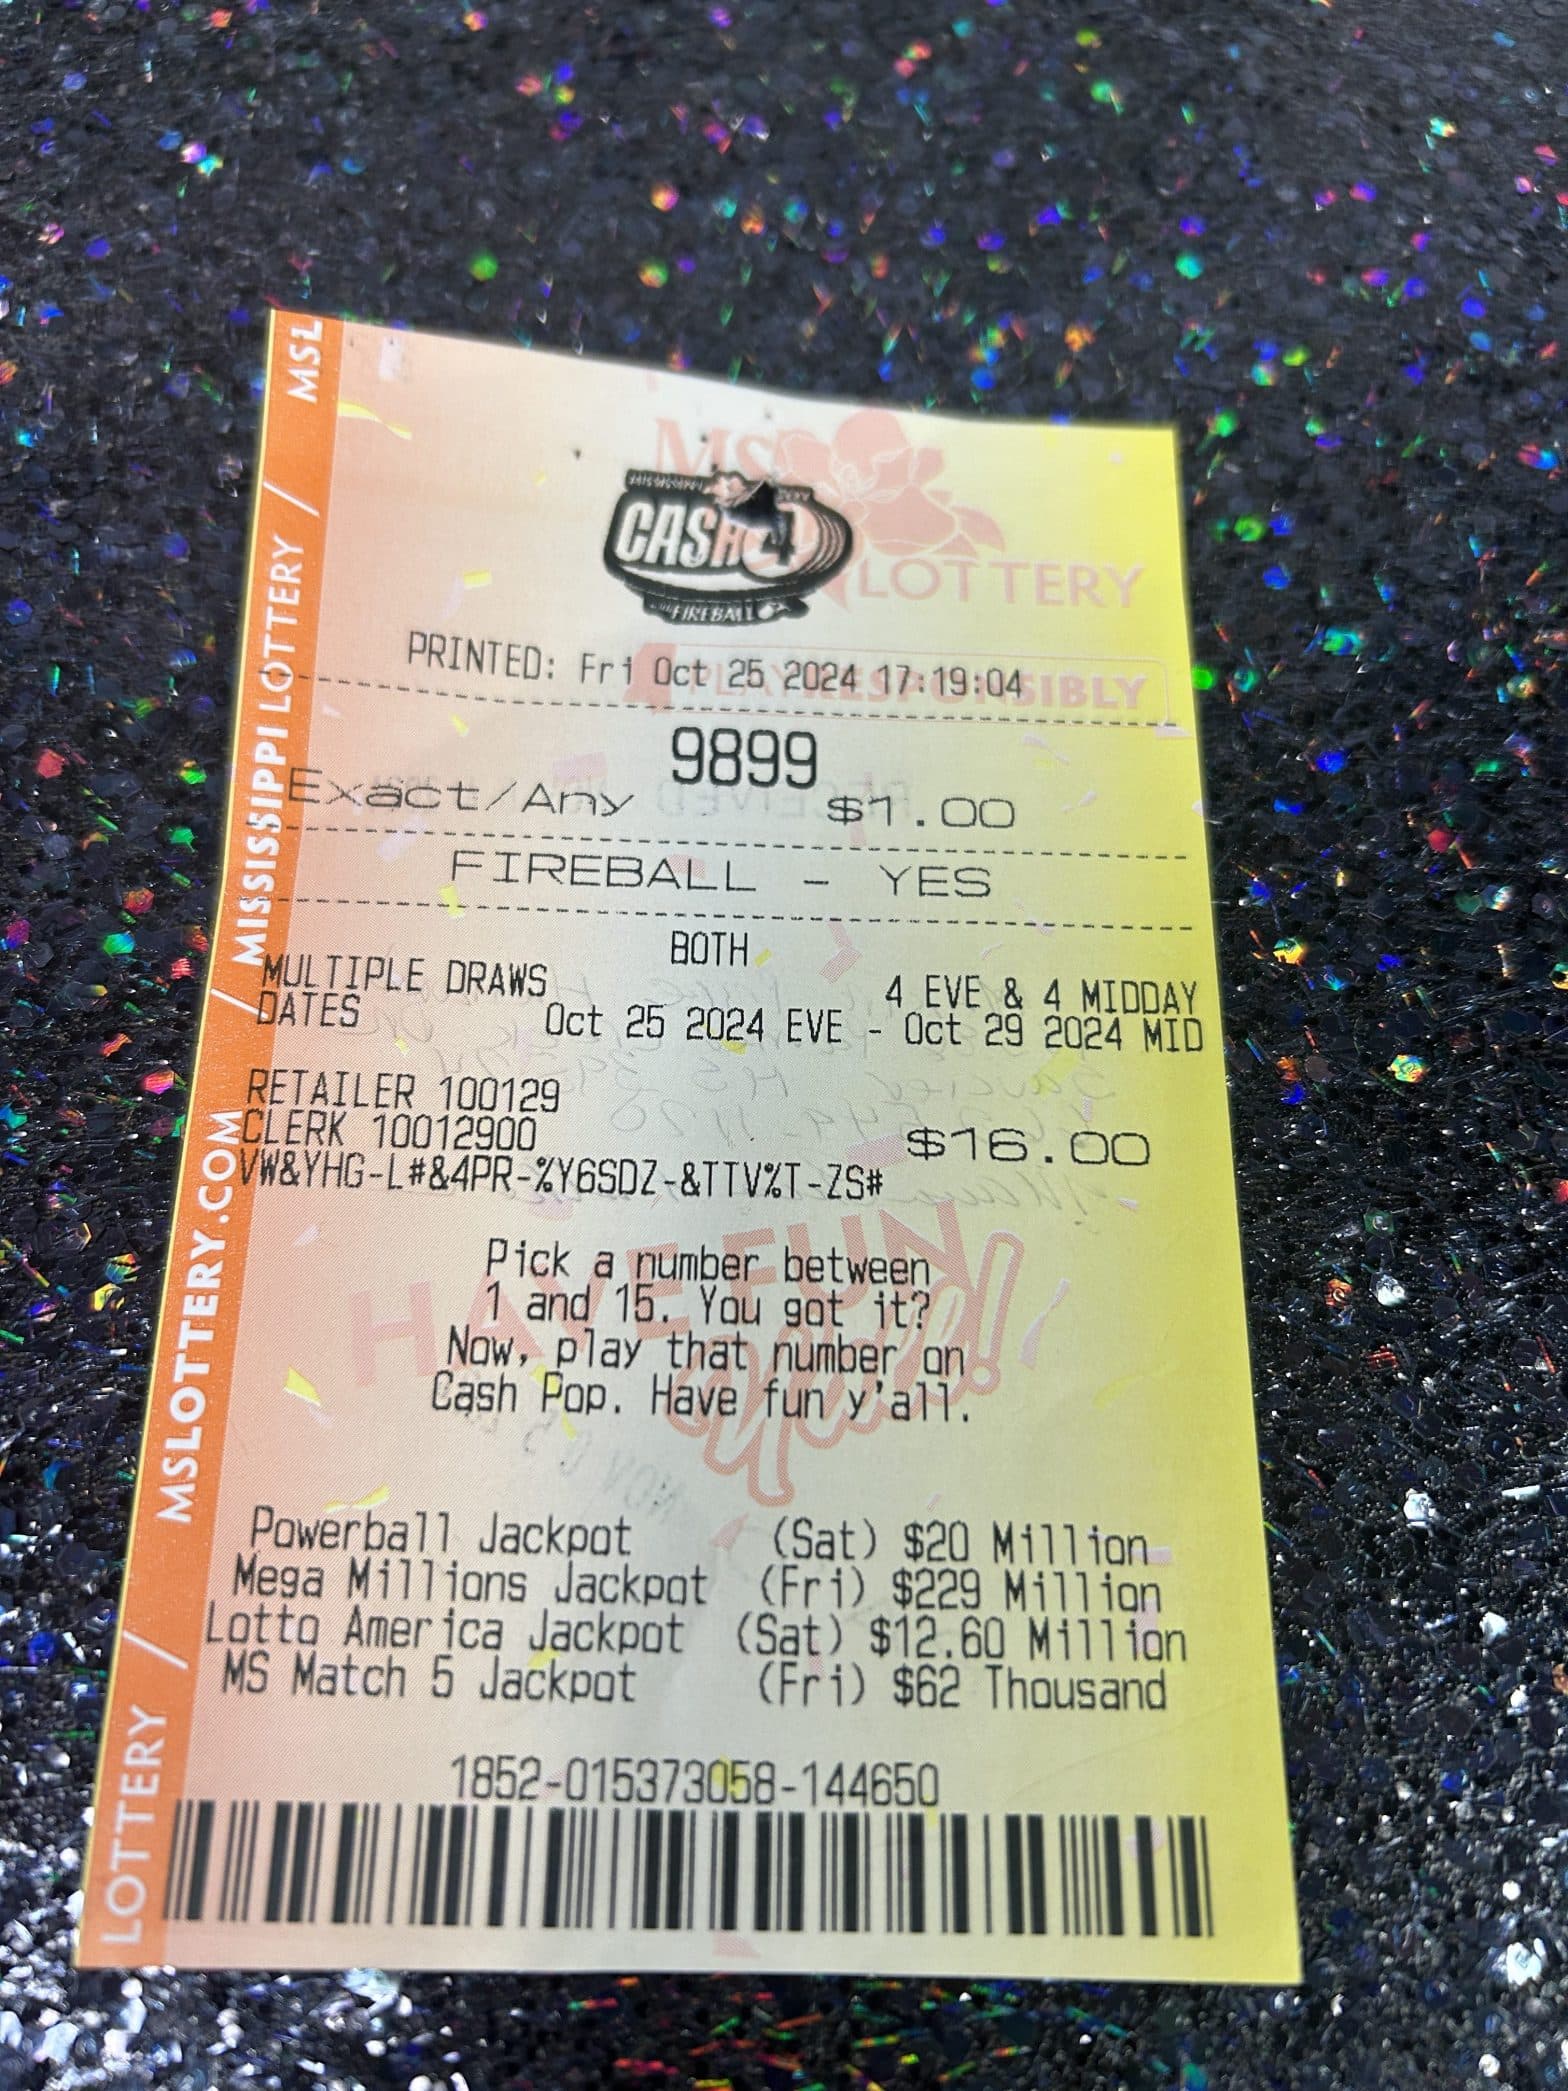 MSL
MISSISSIPPI LOTTERY
MSLOTTERY.COM
LOTTERY
MS LOTTERY
CASH 4
FIREBALL
PRINTED: Fri Oct 25 2024 17:19:04
PLAY RESPONSIBLY
9899
Exact/Any $1.00
FIREBALL - YES
BOTH
MULTIPLE DRAWS 4 EVE & 4 MIDDAY
DATES Oct 25 2024 EVE - Oct 29 2024 MID
RETAILER 100129
CLERK 10012900 $16.00
VW&YHG-L#&4PR-%Y6SDZ-&TTV%T-ZS#
HAVE FUN
y'all!
Pick a number between
1 and 15. You got it?
Now, play that number on
Cash Pop. Have fun y'all.
Powerball Jackpot (Sat) $20 Million
Mega Millions Jackpot (Fri) $229 Million
Lotto America Jackpot (Sat) $12.60 Million
MS Match 5 Jackpot (Fri) $62 Thousand
1852-015373058-144650